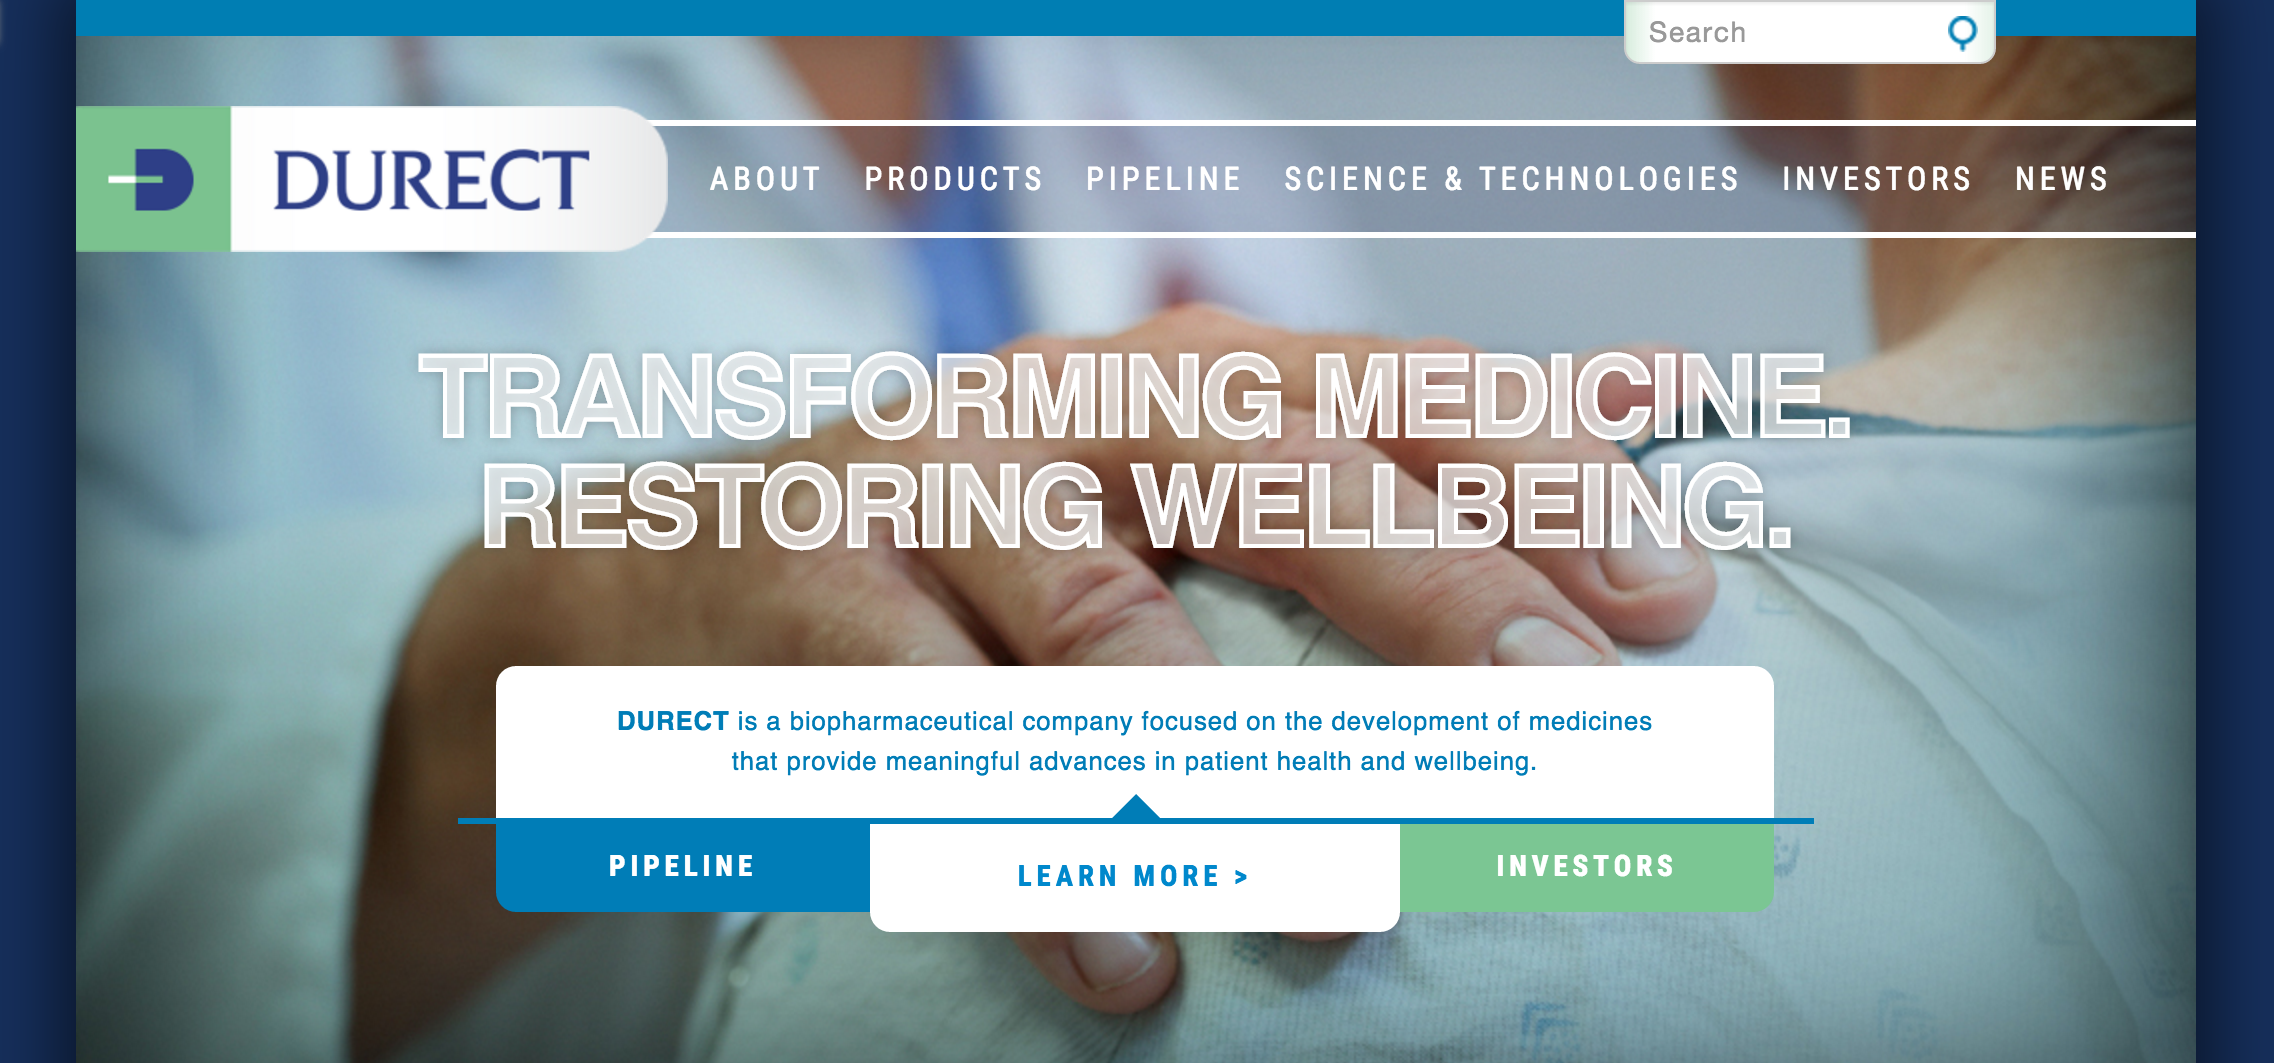 Search
DURECT
ABOUT PRODUCTS PIPELINE SCIENCE & TECHNOLOGIES INVESTORS NEWS
TRANSFORMING MEDICINE.
RESTORING WELLBEING.
DURECT is a biopharmaceutical company focused on the development of medicines
that provide meaningful advances in patient health and wellbeing.
PIPELINE
LEARN MORE >
INVESTORS